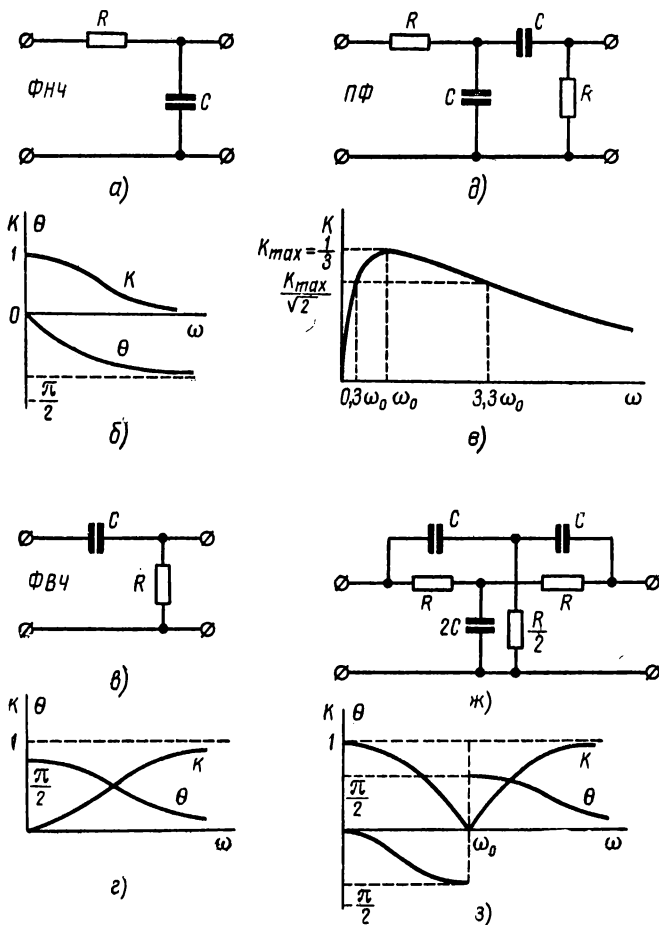 R
ФНЧ
C
а)
R
C
ПФ
C
R
д)
K θ
1
K
0
ω
θ
-π/2
б)
K
Kmax=1/3
Kmax/√2
0,3ω₀ ω₀ 3,3ω₀ ω
в)
C
ФВЧ
R
в)
K θ
1
K
π/2
θ
ω
г)
C C
R R
2C R/2
ж)
K θ
1
K
π/2
θ
ω₀ ω
-π/2
з)